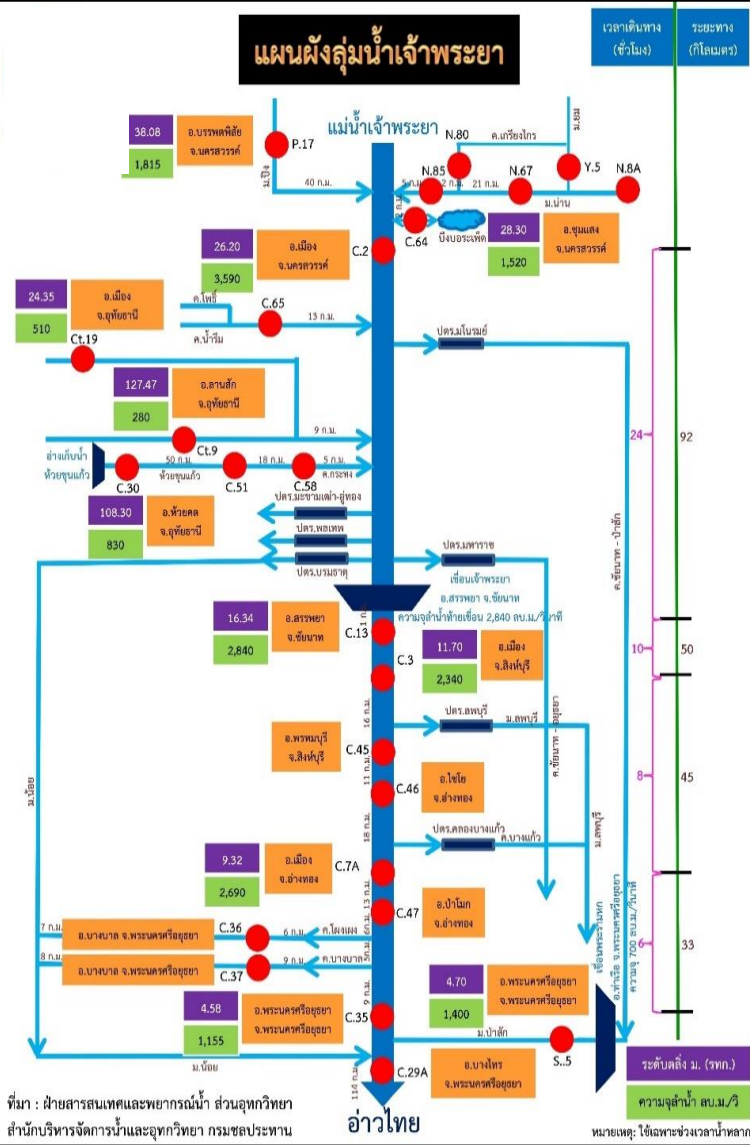 แผนผังลุ่มน้ำเจ้าพระยา
เวลาเดินทาง
(ชั่วโมง)
ระยะทาง
(กิโลเมตร)
แม่น้ำเจ้าพระยา
38.08
1,815
อ.บรรพตพิสัย
จ.นครสวรรค์
P.17
ม.ปิง
40 ก.ม.
N.80
ค.เกรียงไกร
ม.ยม
N.85
N.67
Y.5
N.8A
5 ก.ม.
2 ก.ม.
21 ก.ม.
ม.น่าน
2 ก.ม.
C.64
บึงบอระเพ็ด
28.30
1,520
อ.ชุมแสง
จ.นครสวรรค์
26.20
3,590
อ.เมือง
จ.นครสวรรค์
C.2
24.35
510
อ.เมือง
จ.อุทัยธานี
ค.โพธิ์
C.65
13 ก.ม.
ค.น้ำริม
Ct.19
ปตร.มโนรมย์
127.47
280
อ.ลานสัก
จ.อุทัยธานี
9 ก.ม.
Ct.9
24
92
อ่างเก็บน้ำ
ห้วยขุนแก้ว
50 ก.ม.
ห้วยขุนแก้ว
18 ก.ม.
5 ก.ม.
ค.กระทง
C.30
C.51
C.58
108.30
830
อ.ห้วยคต
จ.อุทัยธานี
ปตร.มะขามเฒ่า-อู่ทอง
ปตร.พลเทพ
ปตร.บรมธาตุ
ปตร.มหาราช
ค.ชัยนาท - ป่าสัก
เขื่อนเจ้าพระยา
อ.สรรพยา จ.ชัยนาท
ความจุลำน้ำท้ายเขื่อน 2,840 ลบ.ม./วินาที
16.34
2,840
อ.สรรพยา
จ.ชัยนาท
C.13
C.3
11.70
2,340
อ.เมือง
จ.สิงห์บุรี
10
50
16 ก.ม.
ปตร.ลพบุรี
ม.ลพบุรี
อ.พรหมบุรี
จ.สิงห์บุรี
C.45
11 ก.ม.
C.46
อ.ไชโย
จ.อ่างทอง
ค.ชัยนาท - อยุธยา
8
45
ม.น้อย
18 ก.ม.
ปตร.คลองบางแก้ว
ค.บางแก้ว
ม.ลพบุรี
9.32
2,690
อ.เมือง
จ.อ่างทอง
C.7A
13 ก.ม.
C.47
อ.ป่าโมก
จ.อ่างทอง
7 ก.ม.
อ.บางบาล จ.พระนครศรีอยุธยา
C.36
6 ก.ม.
ค.โผงเผง
6ก.ม.
8 ก.ม.
อ.บางบาล จ.พระนครศรีอยุธยา
C.37
9 ก.ม.
ค.บางบาล
5ก.ม.
เขื่อนพระรามหก
อ.ท่าเรือ จ.พระนครศรีอยุธยา
ความจุ 700 ลบ.ม./วินาที
6
33
4.70
1,400
อ.พระนครศรีอยุธยา
จ.พระนครศรีอยุธยา
4.58
1,155
อ.พระนครศรีอยุธยา
จ.พระนครศรีอยุธยา
9 ก.ม.
C.35
ม.ป่าสัก
S..5
ม.น้อย
C.29A
อ.บางไทร
จ.พระนครศรีอยุธยา
114 ก.ม.
อ่าวไทย
ระดับตลิ่ง ม. (รทก.)
ความจุลำน้ำ ลบ.ม./วิ
ที่มา : ฝ่ายสารสนเทศและพยากรณ์น้ำ ส่วนอุทกวิทยา
สำนักบริหารจัดการน้ำและอุทกวิทยา กรมชลประทาน
หมายเหตุ: ใช้เฉพาะช่วงเวลาน้ำหลาก